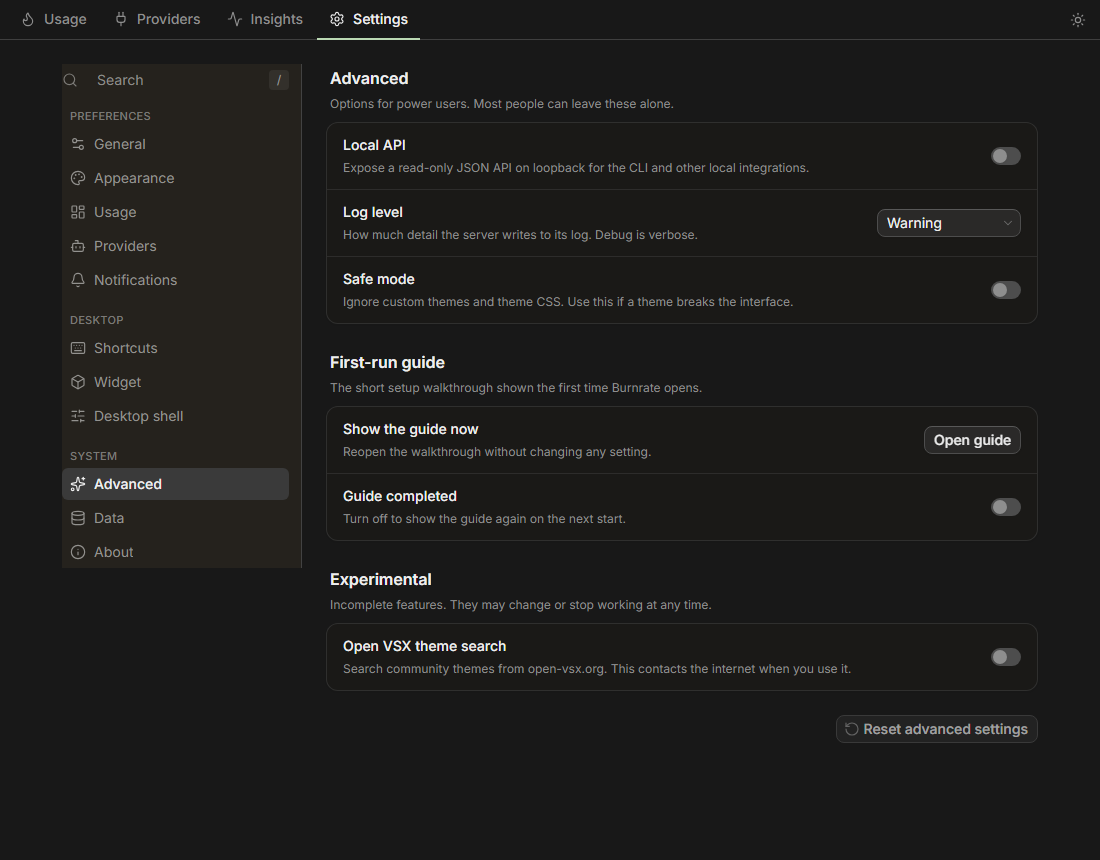 Usage Providers Insights Settings
Search /
PREFERENCES
General
Appearance
Usage
Providers
Notifications
DESKTOP
Shortcuts
Widget
Desktop shell
SYSTEM
Advanced
Data
About
Advanced
Options for power users. Most people can leave these alone.
Local API
Expose a read-only JSON API on loopback for the CLI and other local integrations.
Log level
How much detail the server writes to its log. Debug is verbose.
Warning
Safe mode
Ignore custom themes and theme CSS. Use this if a theme breaks the interface.
First-run guide
The short setup walkthrough shown the first time Burnrate opens.
Show the guide now
Reopen the walkthrough without changing any setting.
Open guide
Guide completed
Turn off to show the guide again on the next start.
Experimental
Incomplete features. They may change or stop working at any time.
Open VSX theme search
Search community themes from open-vsx.org. This contacts the internet when you use it.
Reset advanced settings